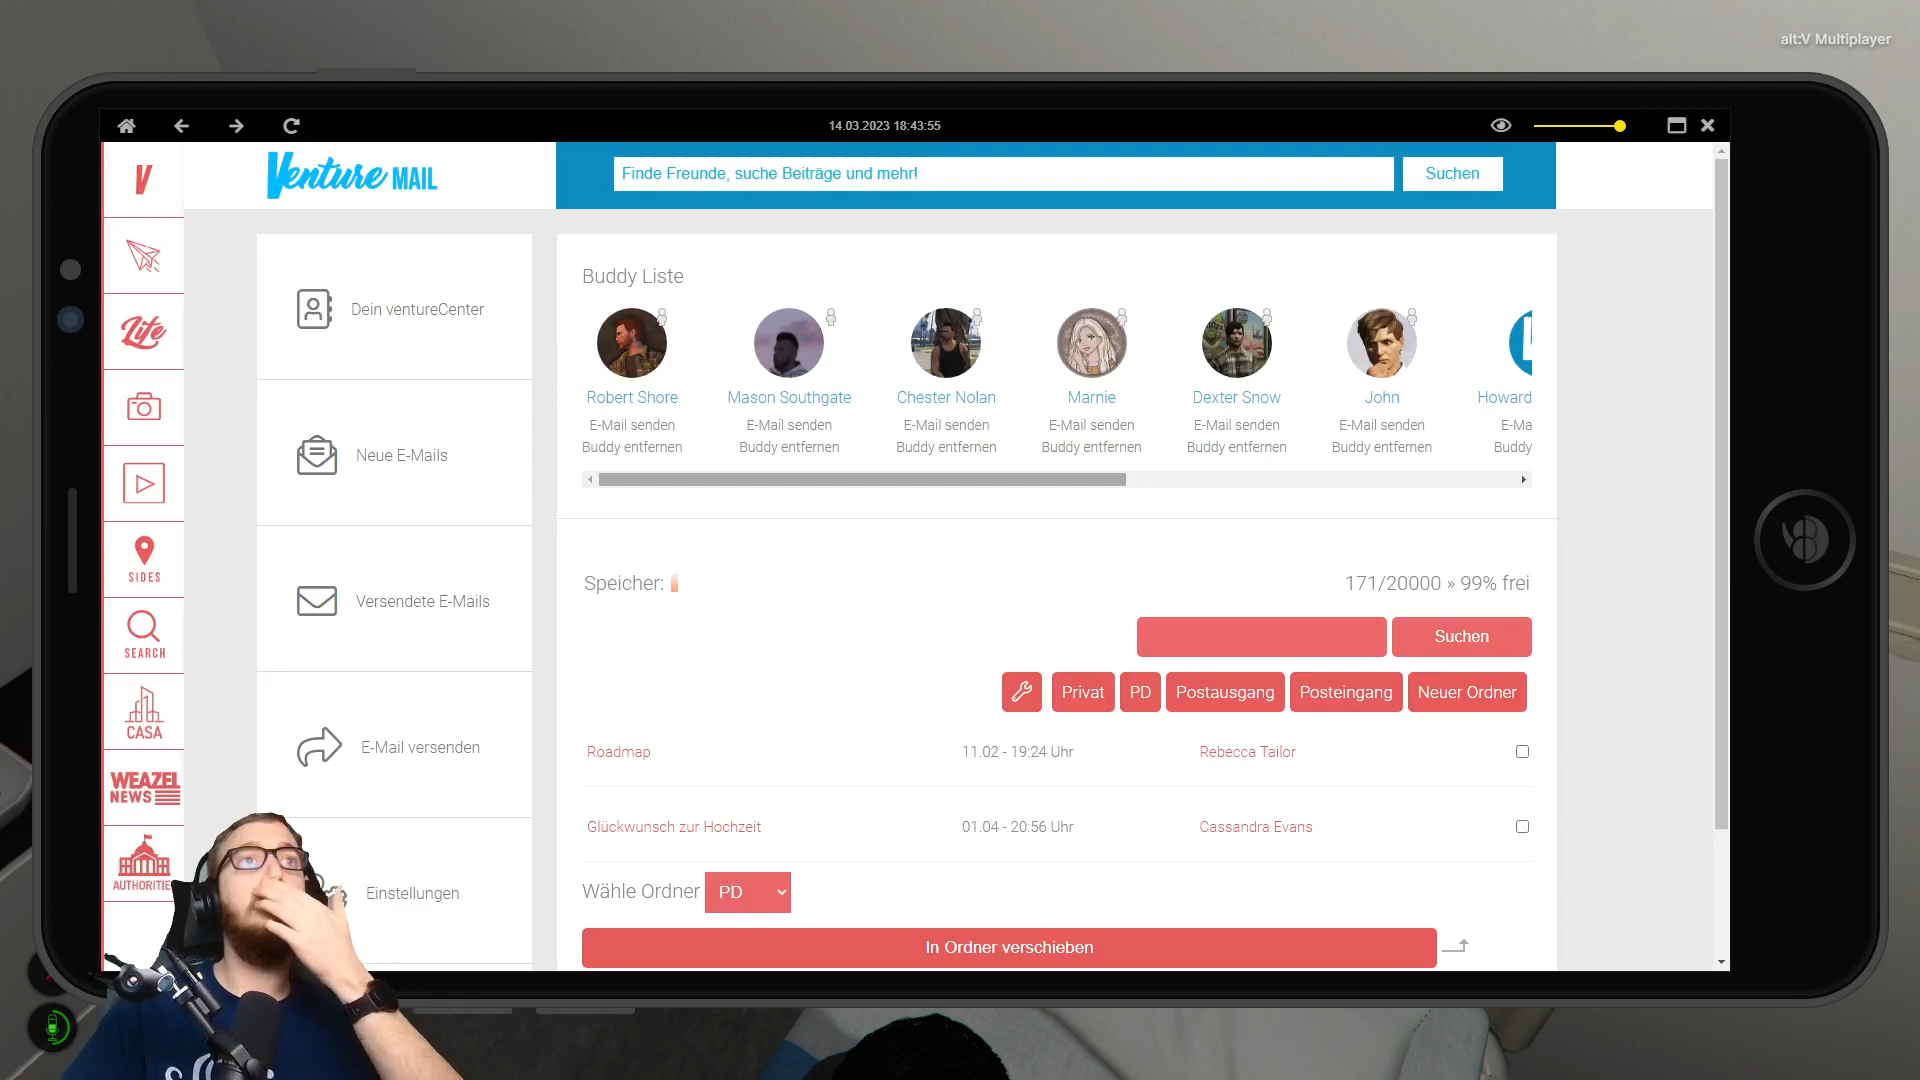 alt:V Multiplayer
14.03.2023 18:43:55
V
Venture MAIL
Finde Freunde, suche Beiträge und mehr!
Suchen
Life
SIDES
SEARCH
CASA
WEAZEL
NEWS
AUTHORITIE
Dein ventureCenter
Neue E-Mails
Versendete E-Mails
E-Mail versenden
Einstellungen
Buddy Liste
Robert Shore
E-Mail senden
Buddy entfernen
Mason Southgate
E-Mail senden
Buddy entfernen
Chester Nolan
E-Mail senden
Buddy entfernen
Marnie
E-Mail senden
Buddy entfernen
Dexter Snow
E-Mail senden
Buddy entfernen
John
E-Mail senden
Buddy entfernen
Howard
E-Ma
Buddy
Speicher:
171/20000 » 99% frei
Suchen
Privat PD Postausgang Posteingang Neuer Ordner
Roadmap 11.02 - 19:24 Uhr Rebecca Tailor
Glückwunsch zur Hochzeit 01.04 - 20:56 Uhr Cassandra Evans
Wähle Ordner PD
In Ordner verschieben